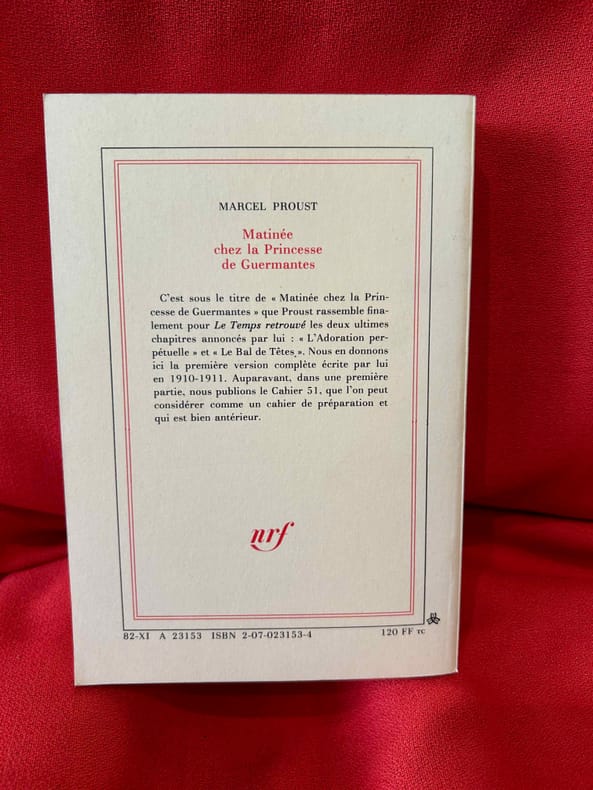 MARCEL PROUST
Matinée
chez la Princesse
de Guermantes
C'est sous le titre de « Matinée chez la Prin-
cesse de Guermantes » que Proust rassemble fina-
lement pour Le Temps retrouvé les deux ultimes
chapitres annoncés par lui : « L'Adoration per-
pétuelle » et « Le Bal de Têtes ». Nous en donnons
ici la première version complète écrite par lui
en 1910-1911. Auparavant, dans une première
partie, nous publions le Cahier 51, que l'on peut
considérer comme un cahier de préparation et
qui est bien antérieur.
nrf
82-XI A 23153 ISBN 2-07-023153-4 120 FF TC